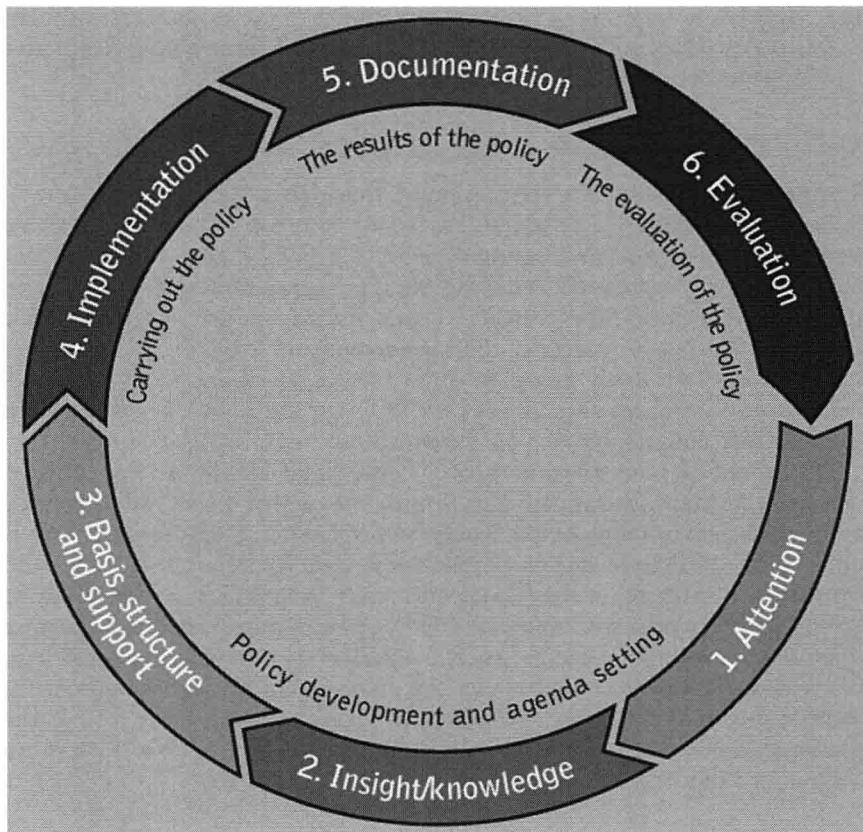 5. Documentation
The results of the policy
6. Evaluation
The evaluation of the policy
1. Attention
Policy development and agenda setting
2. Insight/knowledge
3. Basis, structure
and support
4. Implementation
Carrying out the policy